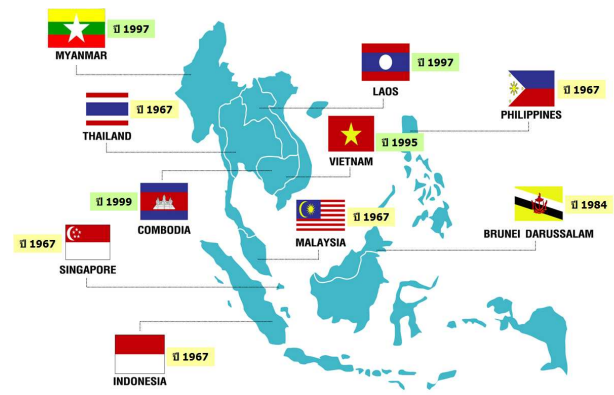 ปี 1997
MYANMAR
ปี 1997
LAOS
ปี 1967
THAILAND
ปี 1967
PHILIPPINES
ปี 1995
VIETNAM
ปี 1999
COMBODIA
ปี 1967
MALAYSIA
ปี 1984
BRUNEI DARUSSALAM
ปี 1967
SINGAPORE
ปี 1967
INDONESIA